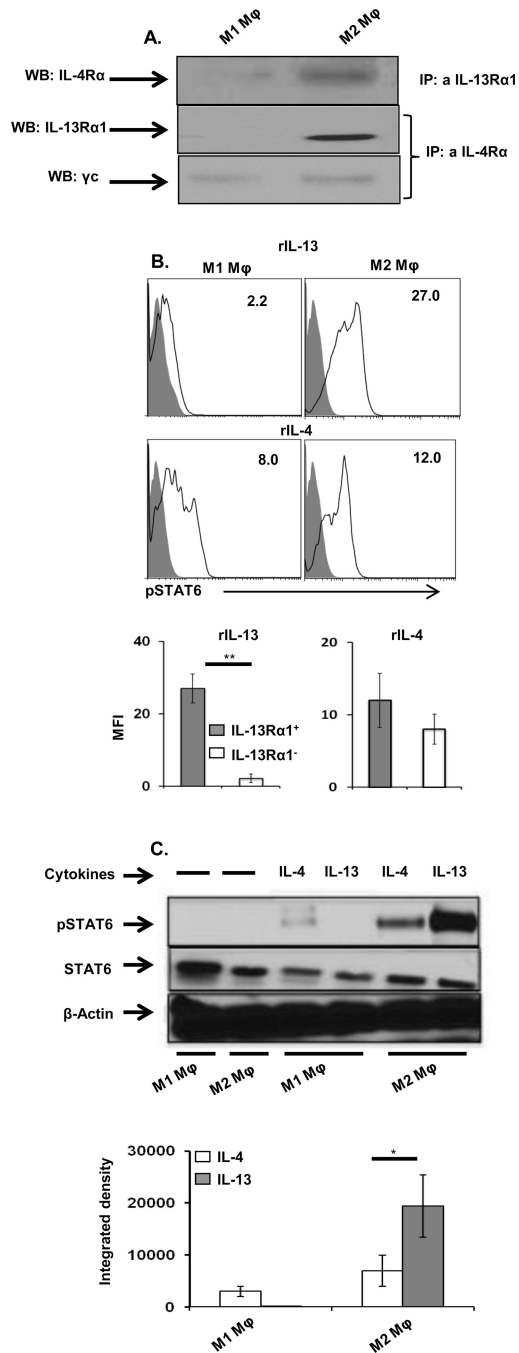 A.
M1 Mφ
M2 Mφ
WB: IL-4Rα
IP: a IL-13Rα1
WB: IL-13Rα1
IP: a IL-4Rα
WB: γc
B.
rIL-13
M1 Mφ
M2 Mφ
2.2
27.0
rIL-4
8.0
12.0
pSTAT6
rIL-13
rIL-4
MFI
40
20
0
**
IL-13Rα1+
IL-13Rα1-
20
10
0
C.
Cytokines
IL-4
IL-13
IL-4
IL-13
pSTAT6
STAT6
β-Actin
M1 Mφ
M2 Mφ
M1 Mφ
M2 Mφ
Integrated density
30000
20000
10000
0
IL-4
IL-13
*
M1 Mφ
M2 Mφ